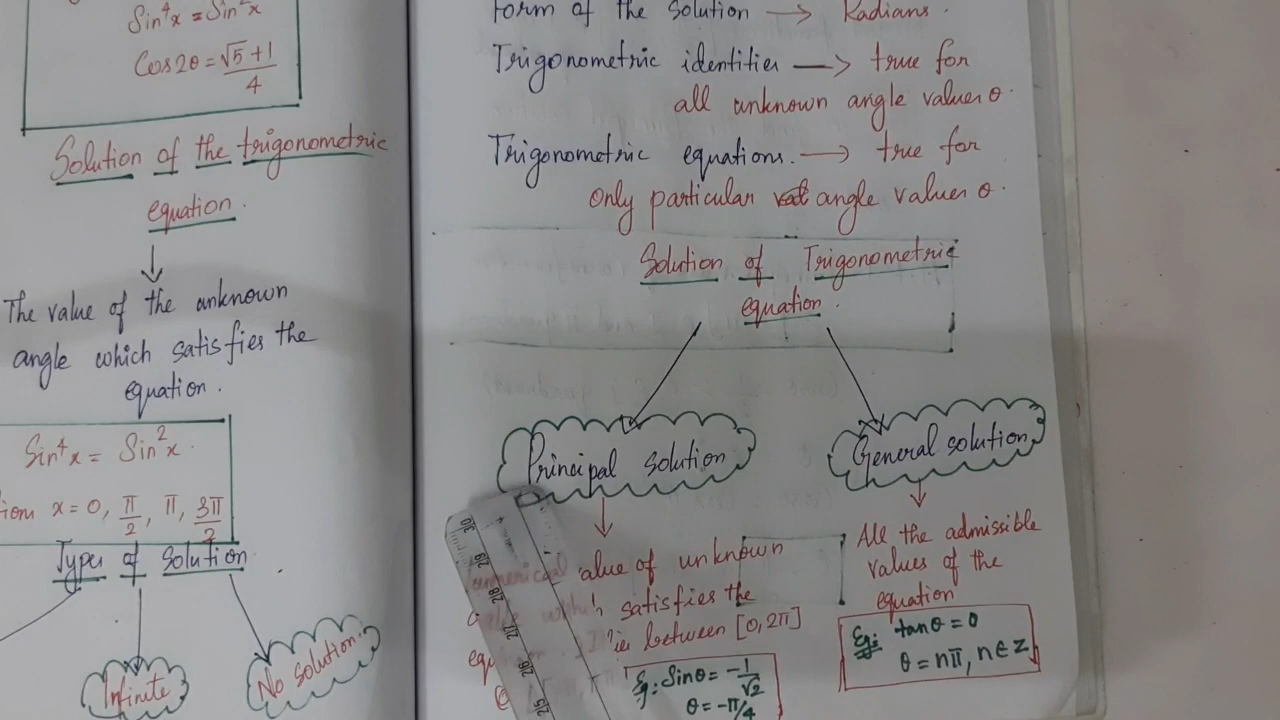 Sin⁴x = Sin²x
Cos2θ = √5+1/4
Solution of the trigonometric
equation.
The value of the unknown
angle which satisfies the
equation.
Sin⁴x = Sin²x
x = 0, π/2, π, 3π/2
Types of Solution
Infinite
No solution
Form of the Solution → Radians.
Trigonometric identities → true for
all unknown angle values θ.
Trigonometric equations. → true for
Only particular angle values θ.
Solution of Trigonometric
equation.
Principal solution
General solution
value of unknown
satisfies the
lie between [0, 2π]
Eg: Sinθ = -1/√2
θ = -π/4
All the admissible
values of the
equation
Eg: tanθ = 0
θ = nπ, n∈Z